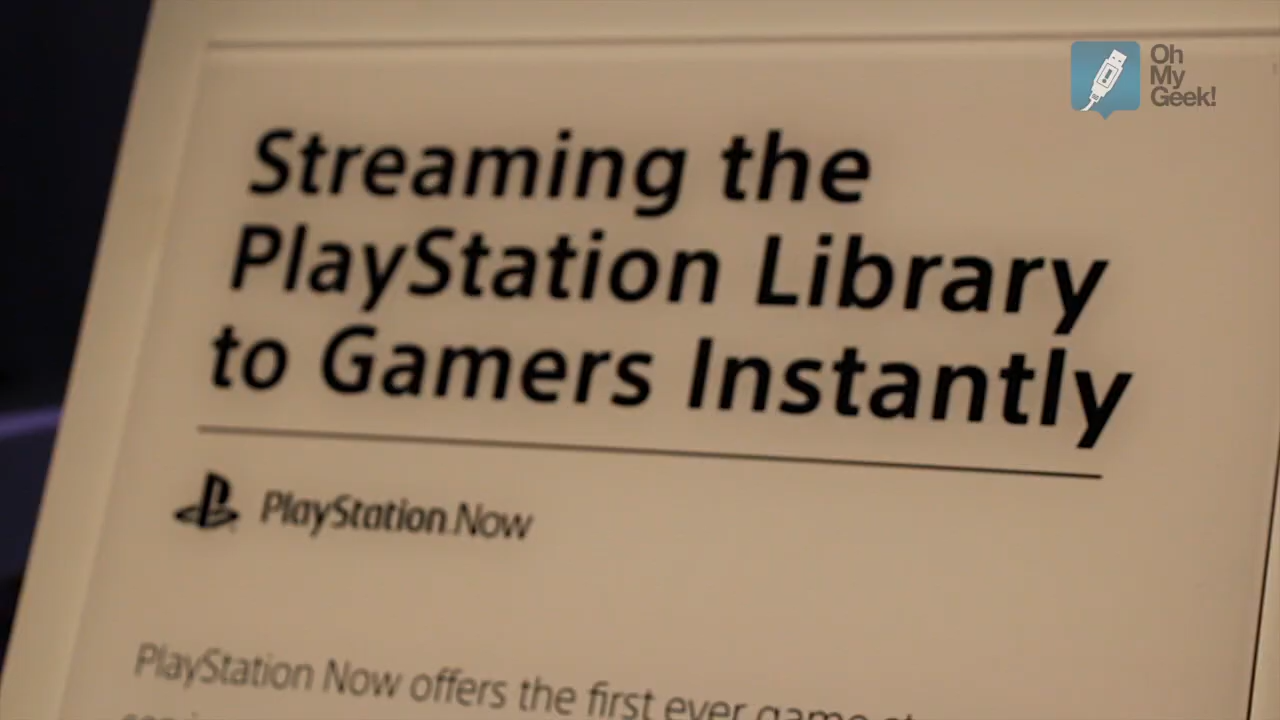 Oh
My
Geek!
Streaming the
PlayStation Library
to Gamers Instantly
PlayStation Now
PlayStation Now offers the first ever game